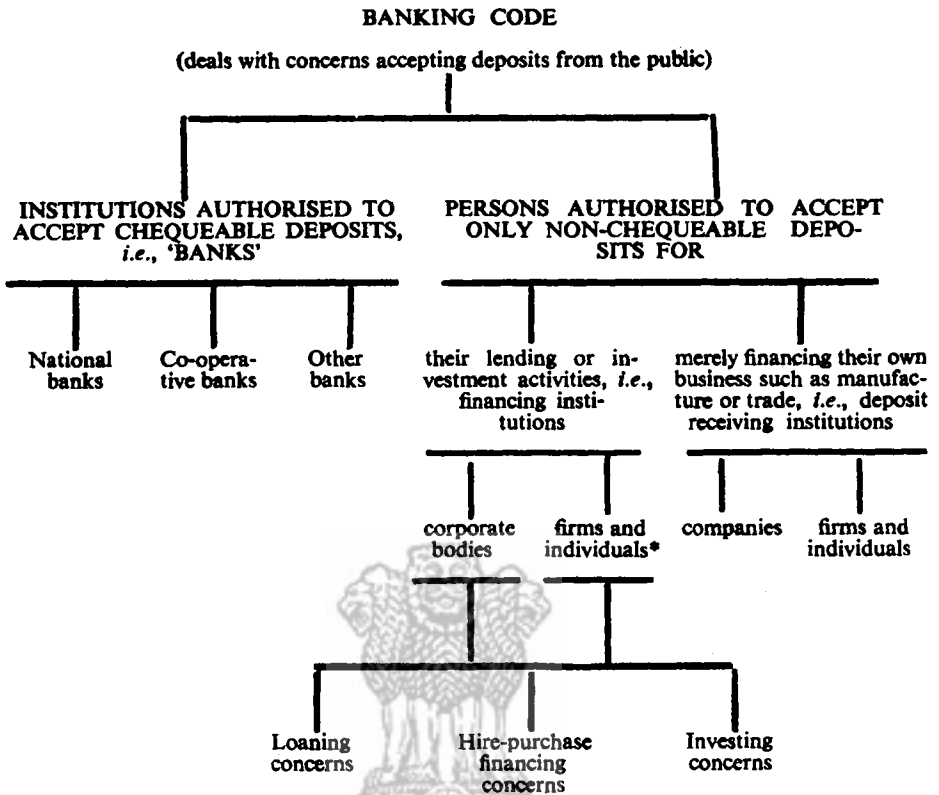 BANKING CODE
(deals with concerns accepting deposits from the public)
INSTITUTIONS AUTHORISED TO
ACCEPT CHEQUEABLE DEPOSITS,
i.e., ‘BANKS’
PERSONS AUTHORISED TO ACCEPT
ONLY NON-CHEQUEABLE DEPO-
SITS FOR
National
banks
Co-opera-
tive banks
Other
banks
their lending or in-
vestment activities, i.e.,
financing insti-
tutions
merely financing their own
business such as manufac-
ture or trade, i.e., deposit
receiving institutions
corporate
bodies
firms and
individuals*
companies
firms and
individuals
Loaning
concerns
Hire-purchase
financing
concerns
Investing
concerns